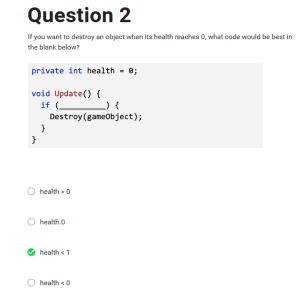 Question 2
If you want to destroy an object when its health reaches 0, what code would be best in
the blank below?
private int health = 0;
void Update() {
if (__________) {
Destroy(gameObject);
}
}
health > 0
health.0
health < 1
health < 0